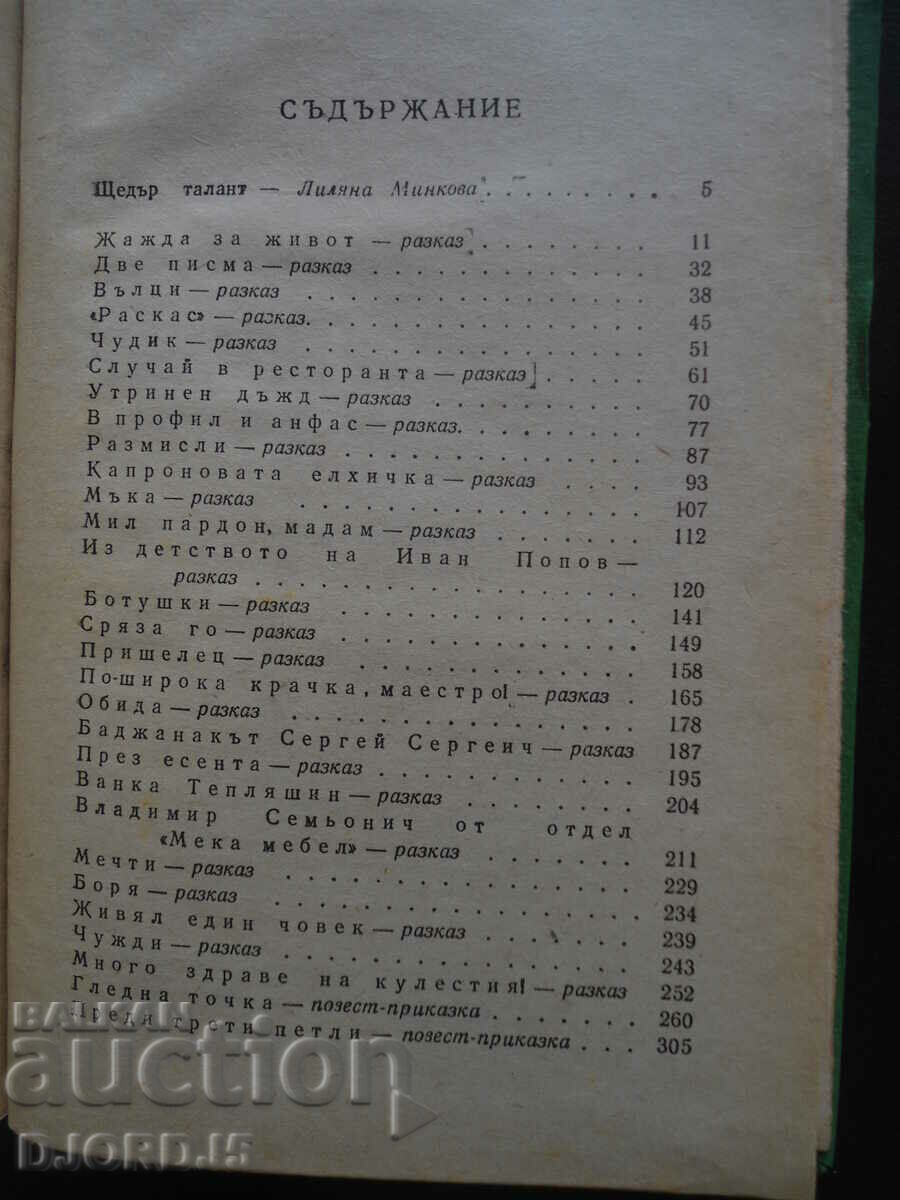 СЪДЪРЖАНИЕ
Щедър талант — Лиляна Минкова . . . . . . . . 5
Жажда за живот — разказ . . . . . . . . 11
Две писма — разказ . . . . . . . . . . . . 32
Вълци — разказ . . . . . . . . . . . . . . 38
«Раскас» — разказ. . . . . . . . . . . . . 45
Чудик — разказ . . . . . . . . . . . . . . 51
Случай в ресторанта — разказ . . . . . . 61
Утринен дъжд — разказ . . . . . . . . . 70
В профил и анфас — разказ. . . . . . . . 77
Размисли — разказ . . . . . . . . . . . . 87
Капроновата елхичка — разказ . . . . 93
Мъка — разказ . . . . . . . . . . . . . . 107
Мил пардон, мадам — разказ . . . . . . 112
Из детството на Иван Попов —
разказ . . . . . . . . . . . . . . . . 120
Ботушки — разказ . . . . . . . . . . . . 141
Сряза го — разказ . . . . . . . . . . . . 149
Пришелец — разказ . . . . . . . . . . . 158
По-широка крачка, маестро! — разказ . 165
Обида — разказ . . . . . . . . . . . . . . 178
Баджанакът Сергей Сергеич — разказ 187
През есента — разказ . . . . . . . . . . 195
Ванка Тепляшин — разказ . . . . . . . 204
Владимир Семьонич от отдел
«Мека мебел» — разказ . . . . . . . 211
Мечти — разказ . . . . . . . . . . . . . . 229
Боря — разказ . . . . . . . . . . . . . . 234
Живял един човек — разказ . . . . . . 239
Чужди — разказ . . . . . . . . . . . . . . 243
Много здраве на кулестия! — разказ 252
Гледна точка — повест-приказка . . . . . . 260
Преди трети петли — повест-приказка . . . 305
БАЛКАН
auction
DJORD.15